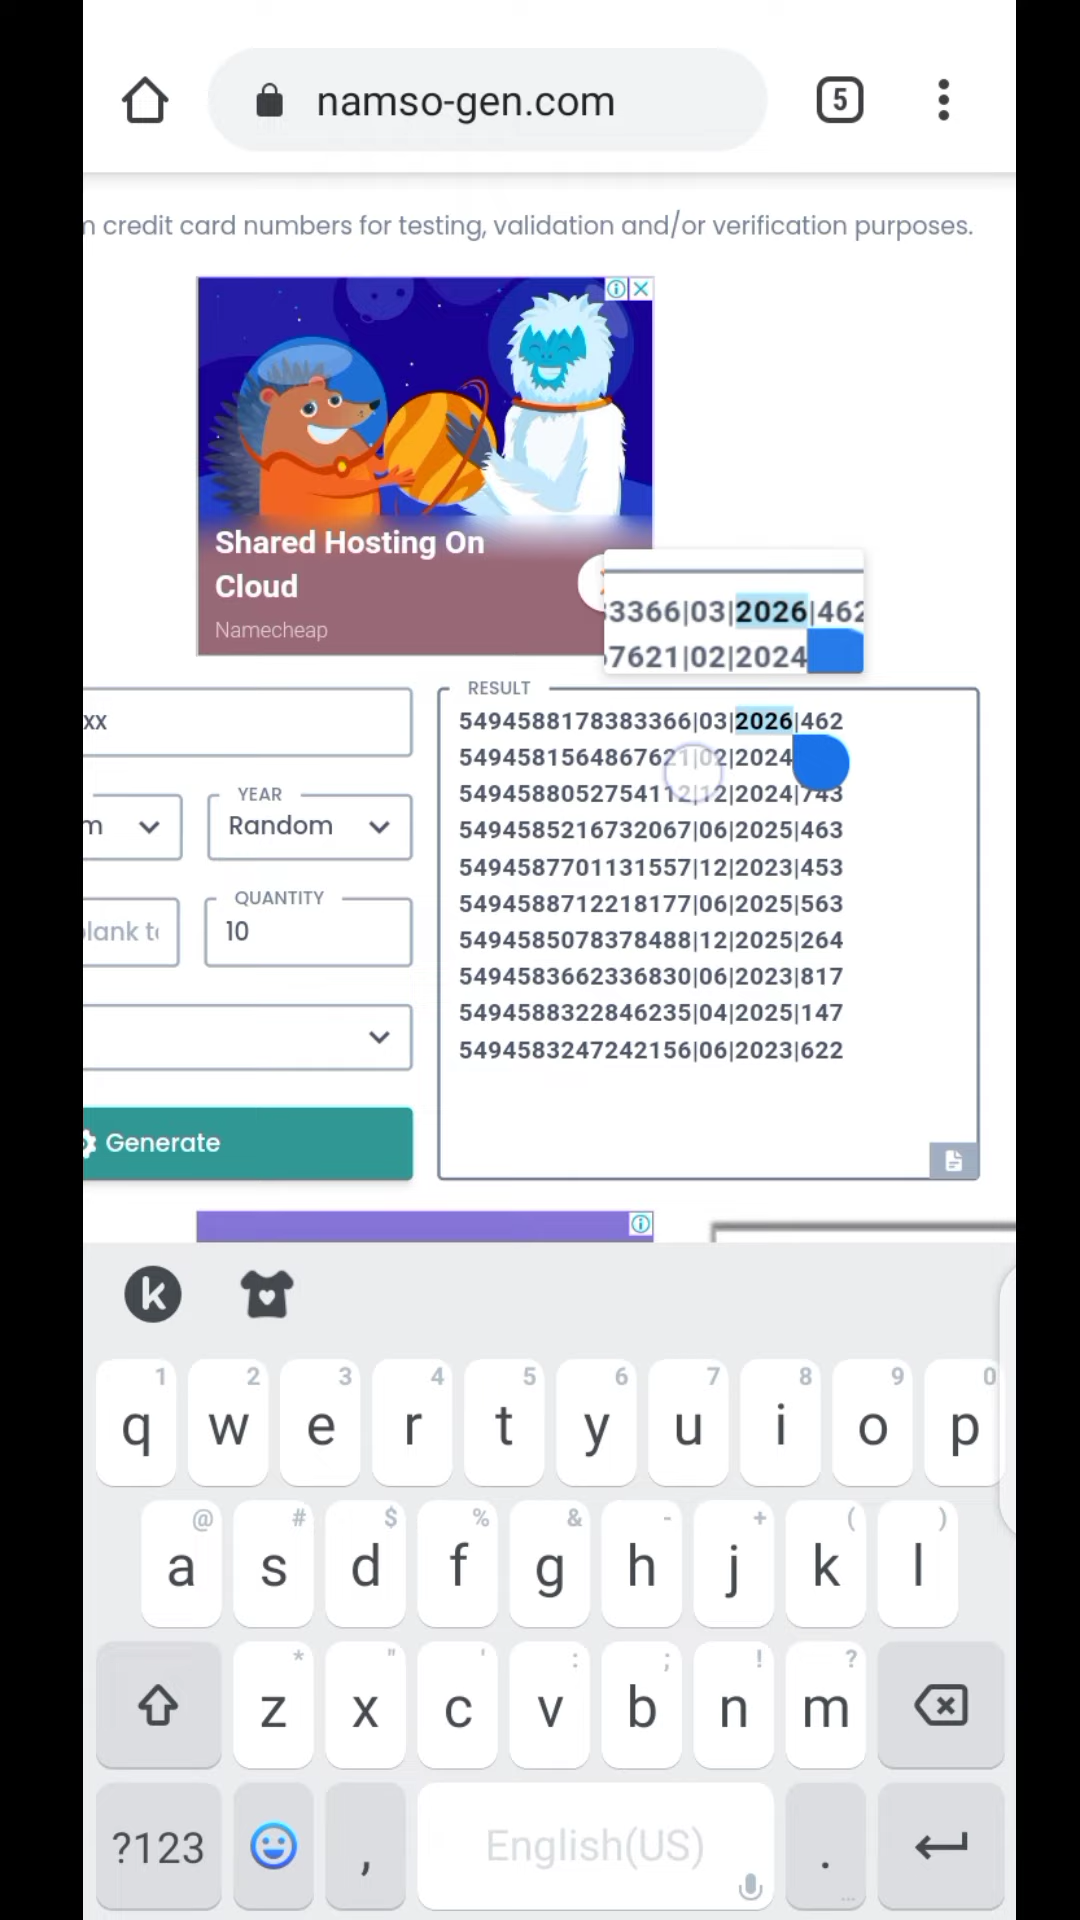 namso-gen.com
5
credit card numbers for testing, validation and/or verification purposes.
Shared Hosting On
Cloud
Namecheap
3366|03|2026|462
7621|02|2024
RESULT
xx
5494588178383366|03|2026|462
5494581564867621|02|2024
5494588052754112|12|2024|743
YEAR
Random
5494585216732067|06|2025|463
5494587701131557|12|2023|453
QUANTITY
10
5494588712218177|06|2025|563
5494585078378488|12|2025|264
5494583662336830|06|2023|817
5494588322846235|04|2025|147
5494583247242156|06|2023|622
Generate
k
1 2 3 4 5 6 7 8 9 0
q w e r t y u i o p
@ # $ % & - + ( )
a s d f g h j k l
* " ' : ; ! ?
z x c v b n m
?123 , English(US) .